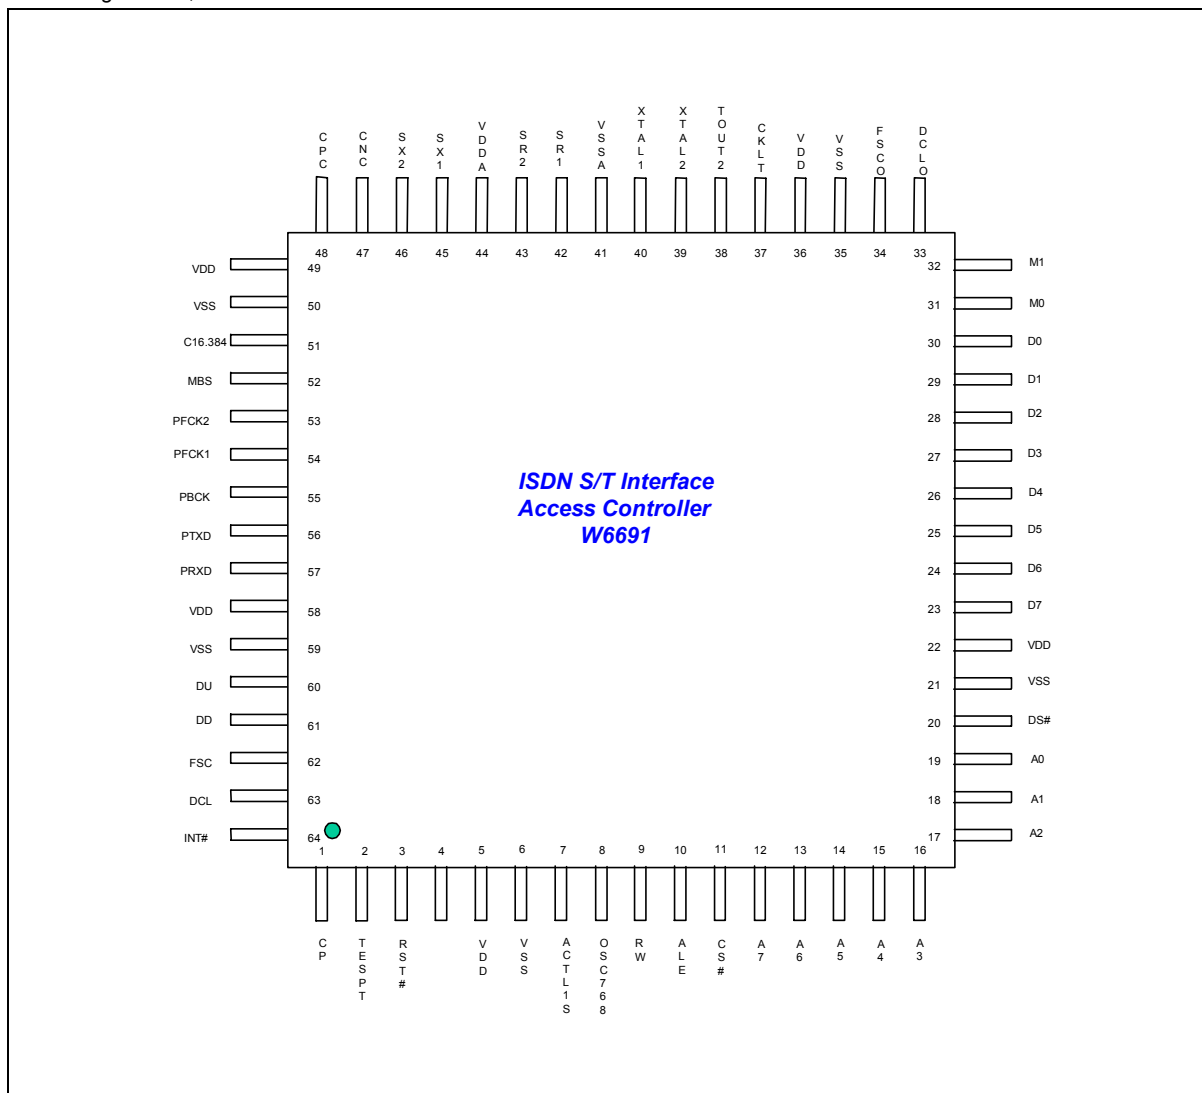 CPC
CNC
SX2
SX1
VDDA
SR2
SR1
VSSA
XTAL1
XTAL2
TOUT2
CKLT
VDD
VSS
FSCO
DCLO
48 47 46 45 44 43 42 41 40 39 38 37 36 35 34 33
VDD 49
VSS 50
C16.384 51
MBS 52
PFCK2 53
PFCK1 54
PBCK 55
PTXD 56
PRXD 57
VDD 58
VSS 59
DU 60
DD 61
FSC 62
DCL 63
INT# 64
ISDN S/T Interface
Access Controller
W6691
32 M1
31 M0
30 D0
29 D1
28 D2
27 D3
26 D4
25 D5
24 D6
23 D7
22 VDD
21 VSS
20 DS#
19 A0
18 A1
17 A2
1 2 3 4 5 6 7 8 9 10 11 12 13 14 15 16
CP
TESPT
RST#
VDD
VSS
ACTL1S
OSC768
RW
ALE
CS#
A7
A6
A5
A4
A3